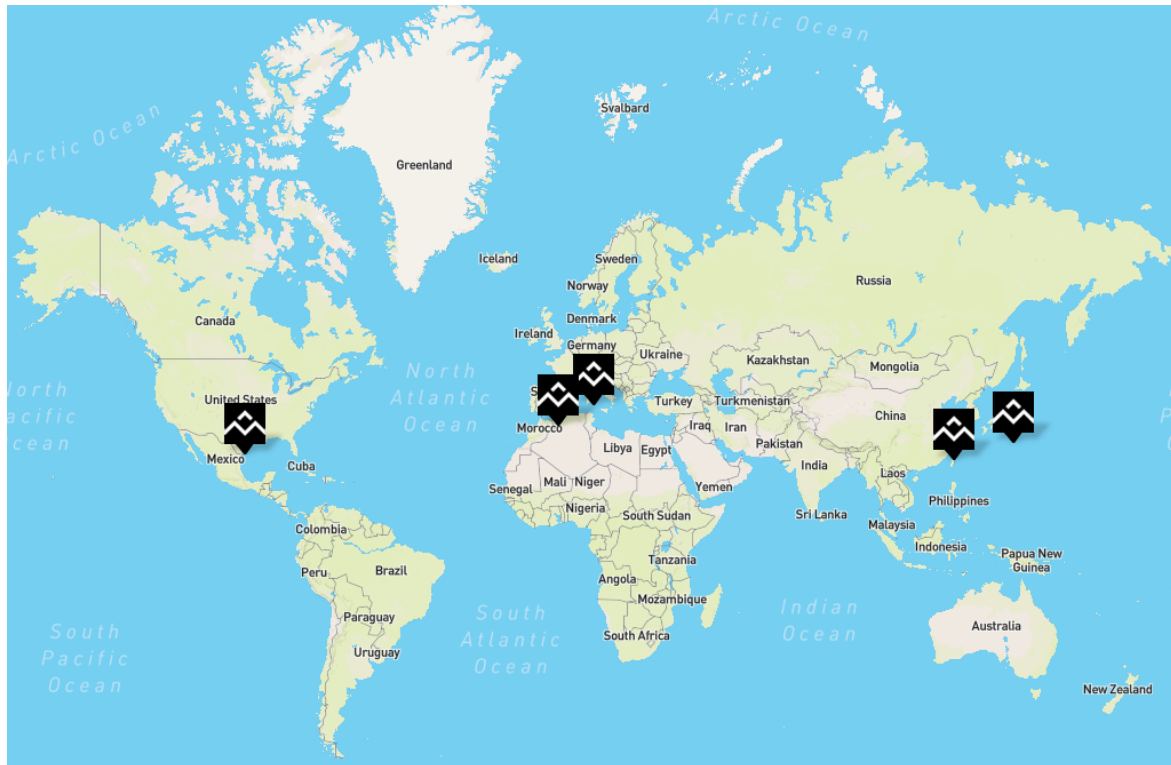 Arctic Ocean
Svalbard
Arctic Ocean
Greenland
Iceland
Sweden
Russia
Norway
Canada
Denmark
Ireland
Germany
Ukraine
Kazakhstan
Mongolia
North
Atlantic
Ocean
North
Ocean
United States
Turkey
Turkmenistan
China
Morocco
Iraq
Iran
Libya
Egypt
Pakistan
Mexico
Cuba
India
Laos
Senegal
Mali
Niger
Yemen
Philippines
Nigeria
South Sudan
Sri Lanka
Colombia
Malaysia
Indonesia
Papua New
Guinea
Peru
Brazil
Tanzania
Angola
Mozambique
Paraguay
South
Atlantic
Ocean
Indian
Ocean
South
Pacific
Ocean
Uruguay
South Africa
Australia
New Zealand